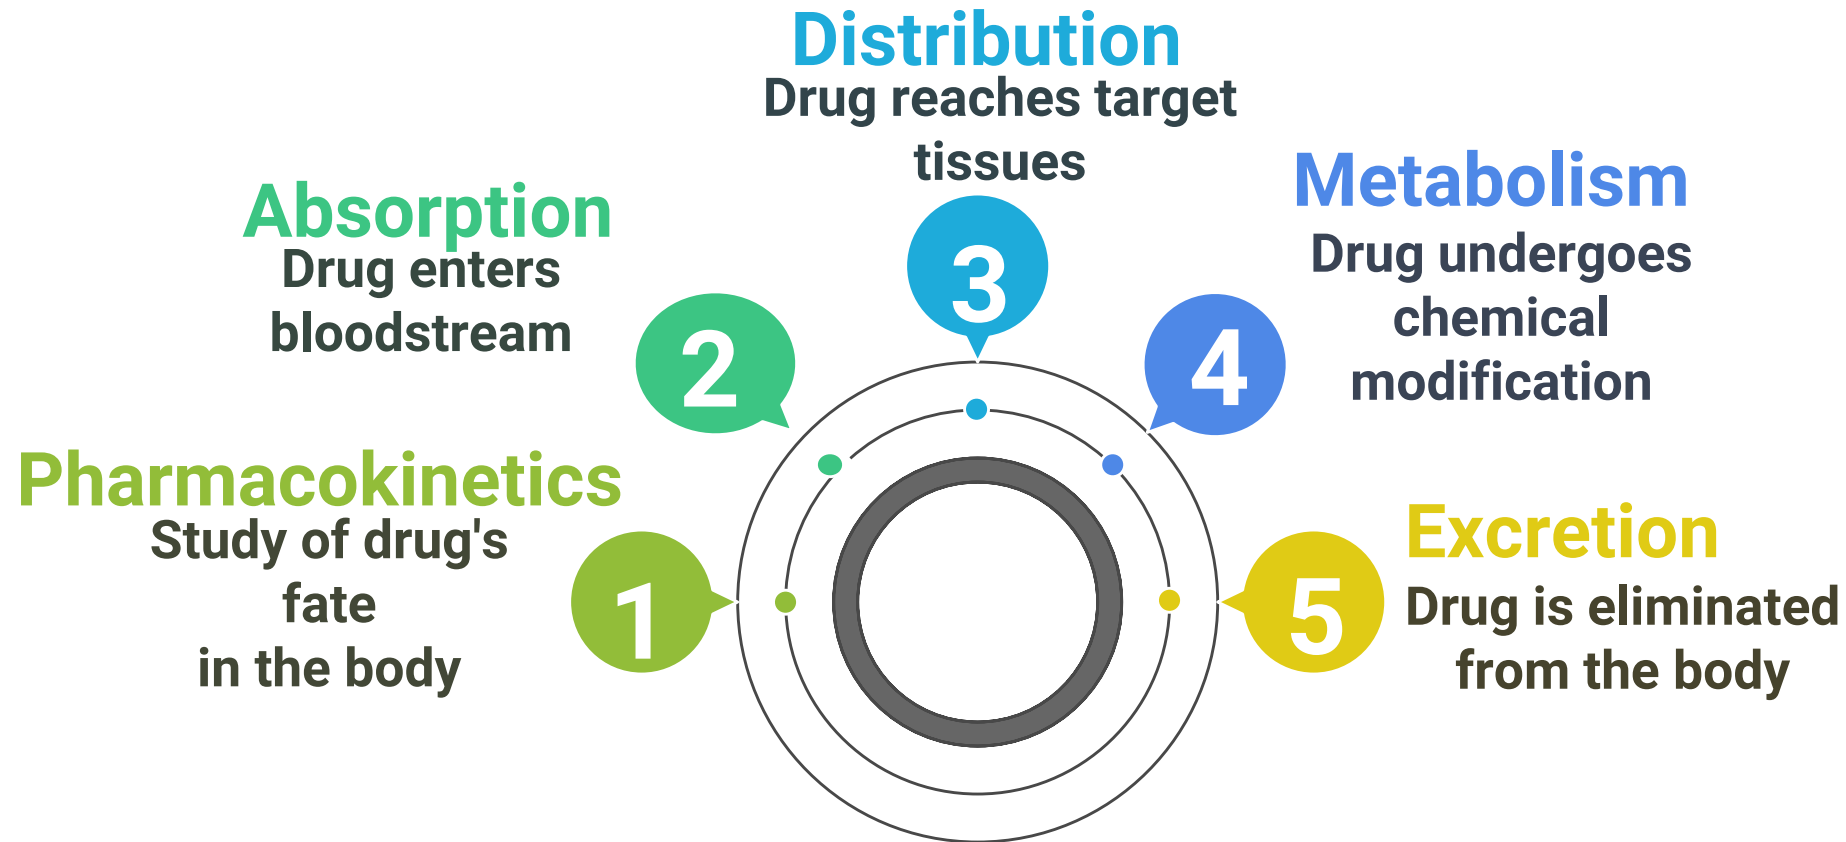 Pharmacokinetics
Study of drug's
fate
in the body
1
Absorption
Drug enters
bloodstream
2
Distribution
Drug reaches target
tissues
3
Metabolism
Drug undergoes
chemical
modification
4
Excretion
Drug is eliminated
from the body
5